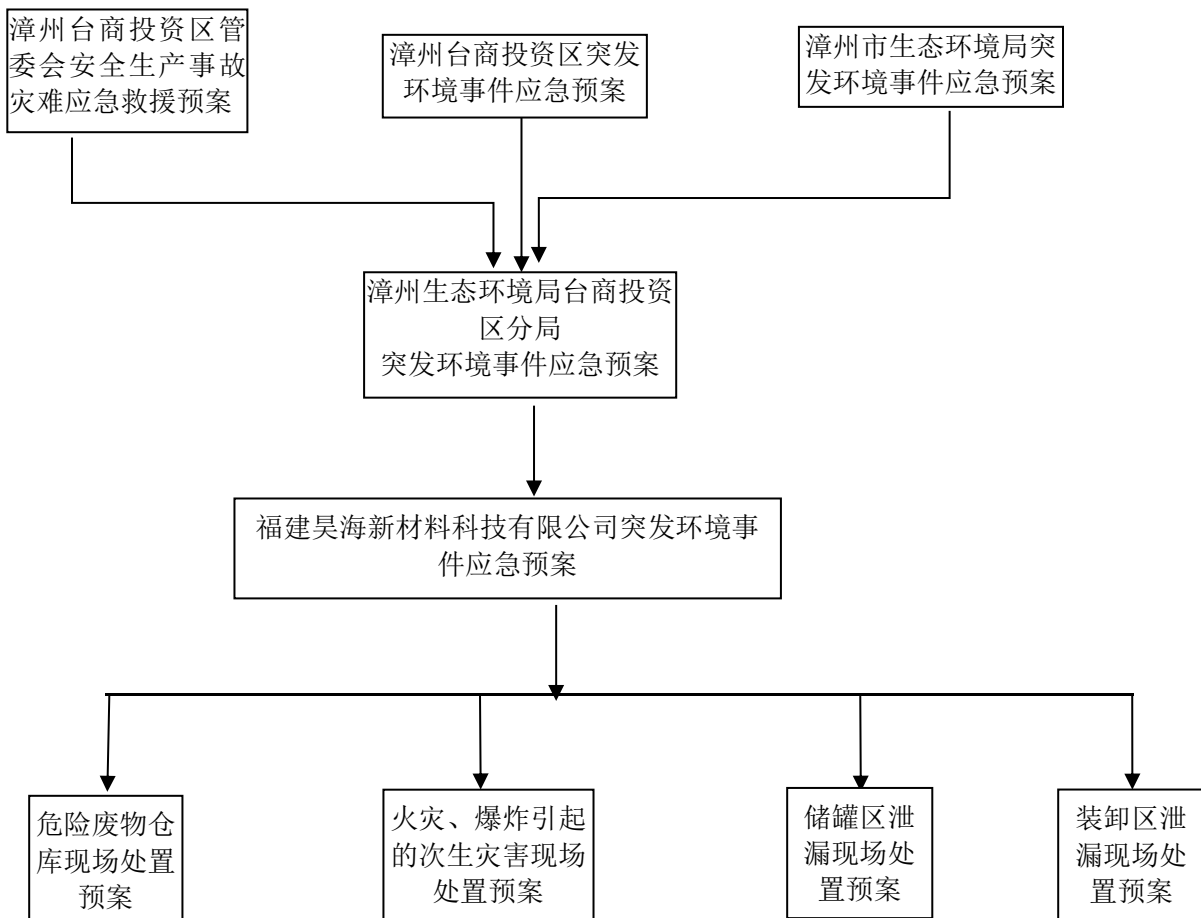 漳州台商投资区管
委会安全生产事故
灾难应急救援预案
漳州台商投资区突发
环境事件应急预案
漳州市生态环境局突
发环境事件应急预案
漳州生态环境局台商投资
区分局
突发环境事件应急预案
福建昊海新材料科技有限公司突发环境事
件应急预案
危险废物仓
库现场处置
预案
火灾、爆炸引起
的次生灾害现场
处置预案
储罐区泄
漏现场处
置预案
装卸区泄
漏现场处
置预案